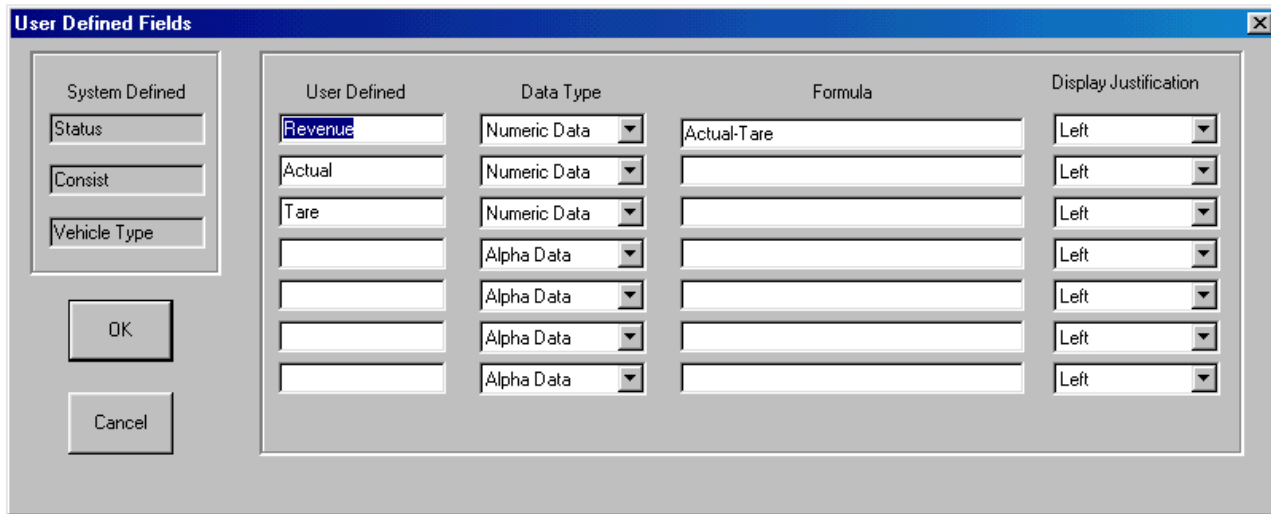 User Defined Fields
System Defined
Status
Consist
Vehicle Type
OK
Cancel
User Defined Data Type Formula Display Justification
Revenue Numeric Data Actual-Tare Left
Actual Numeric Data Left
Tare Numeric Data Left
Alpha Data Left
Alpha Data Left
Alpha Data Left
Alpha Data Left